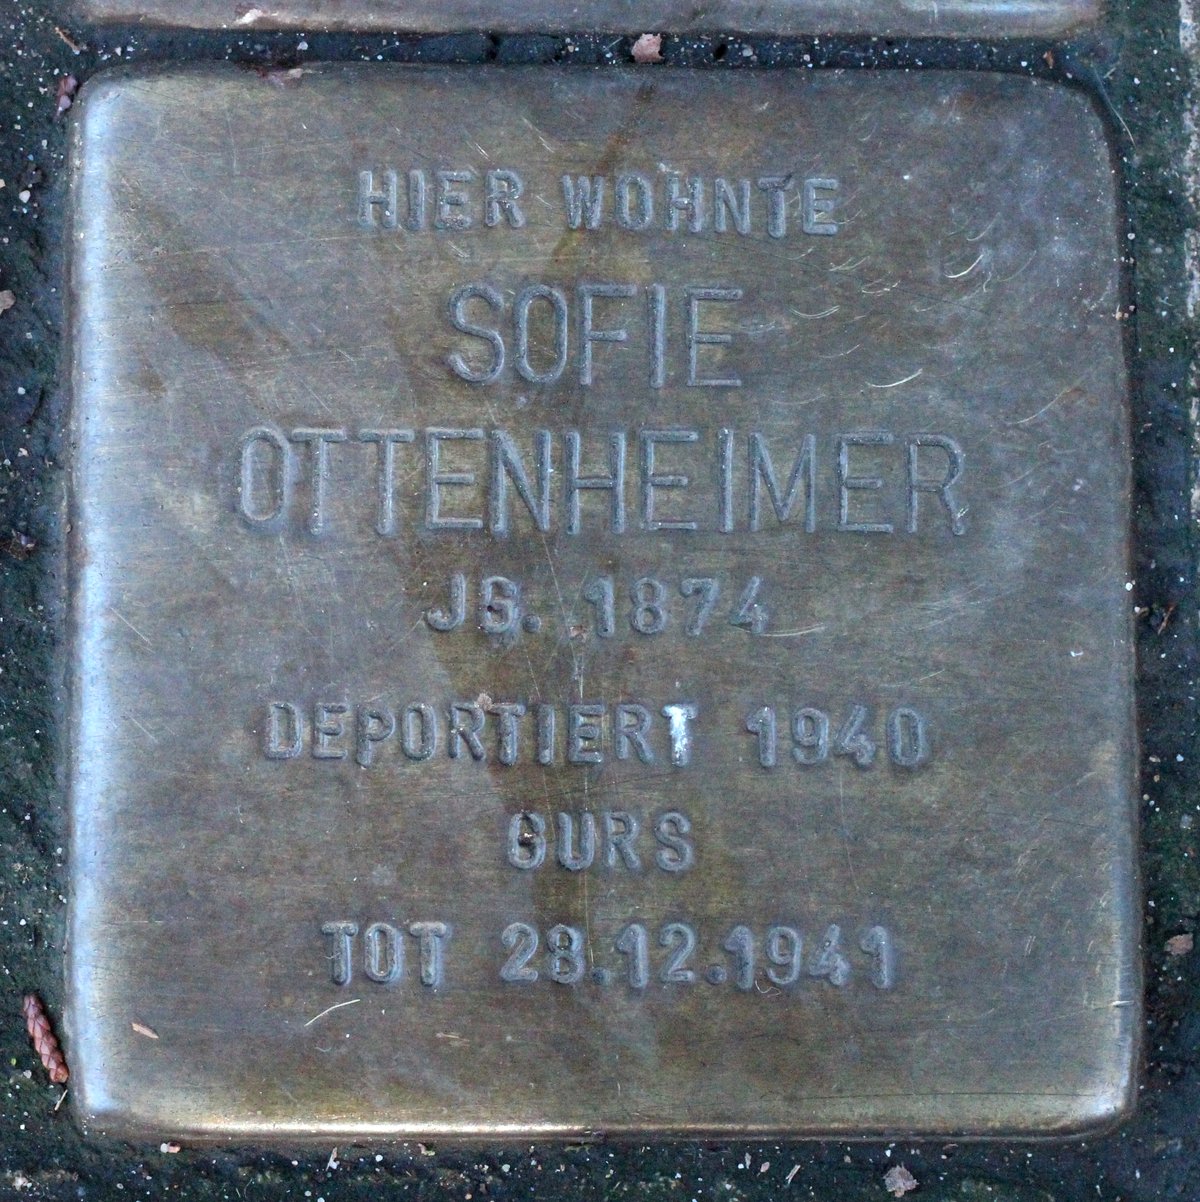 HIER WOHNTE
SOFIE
OTTENHEIMER
JG. 1874
DEPORTIERT 1940
GURS
TOT 28.12.1941